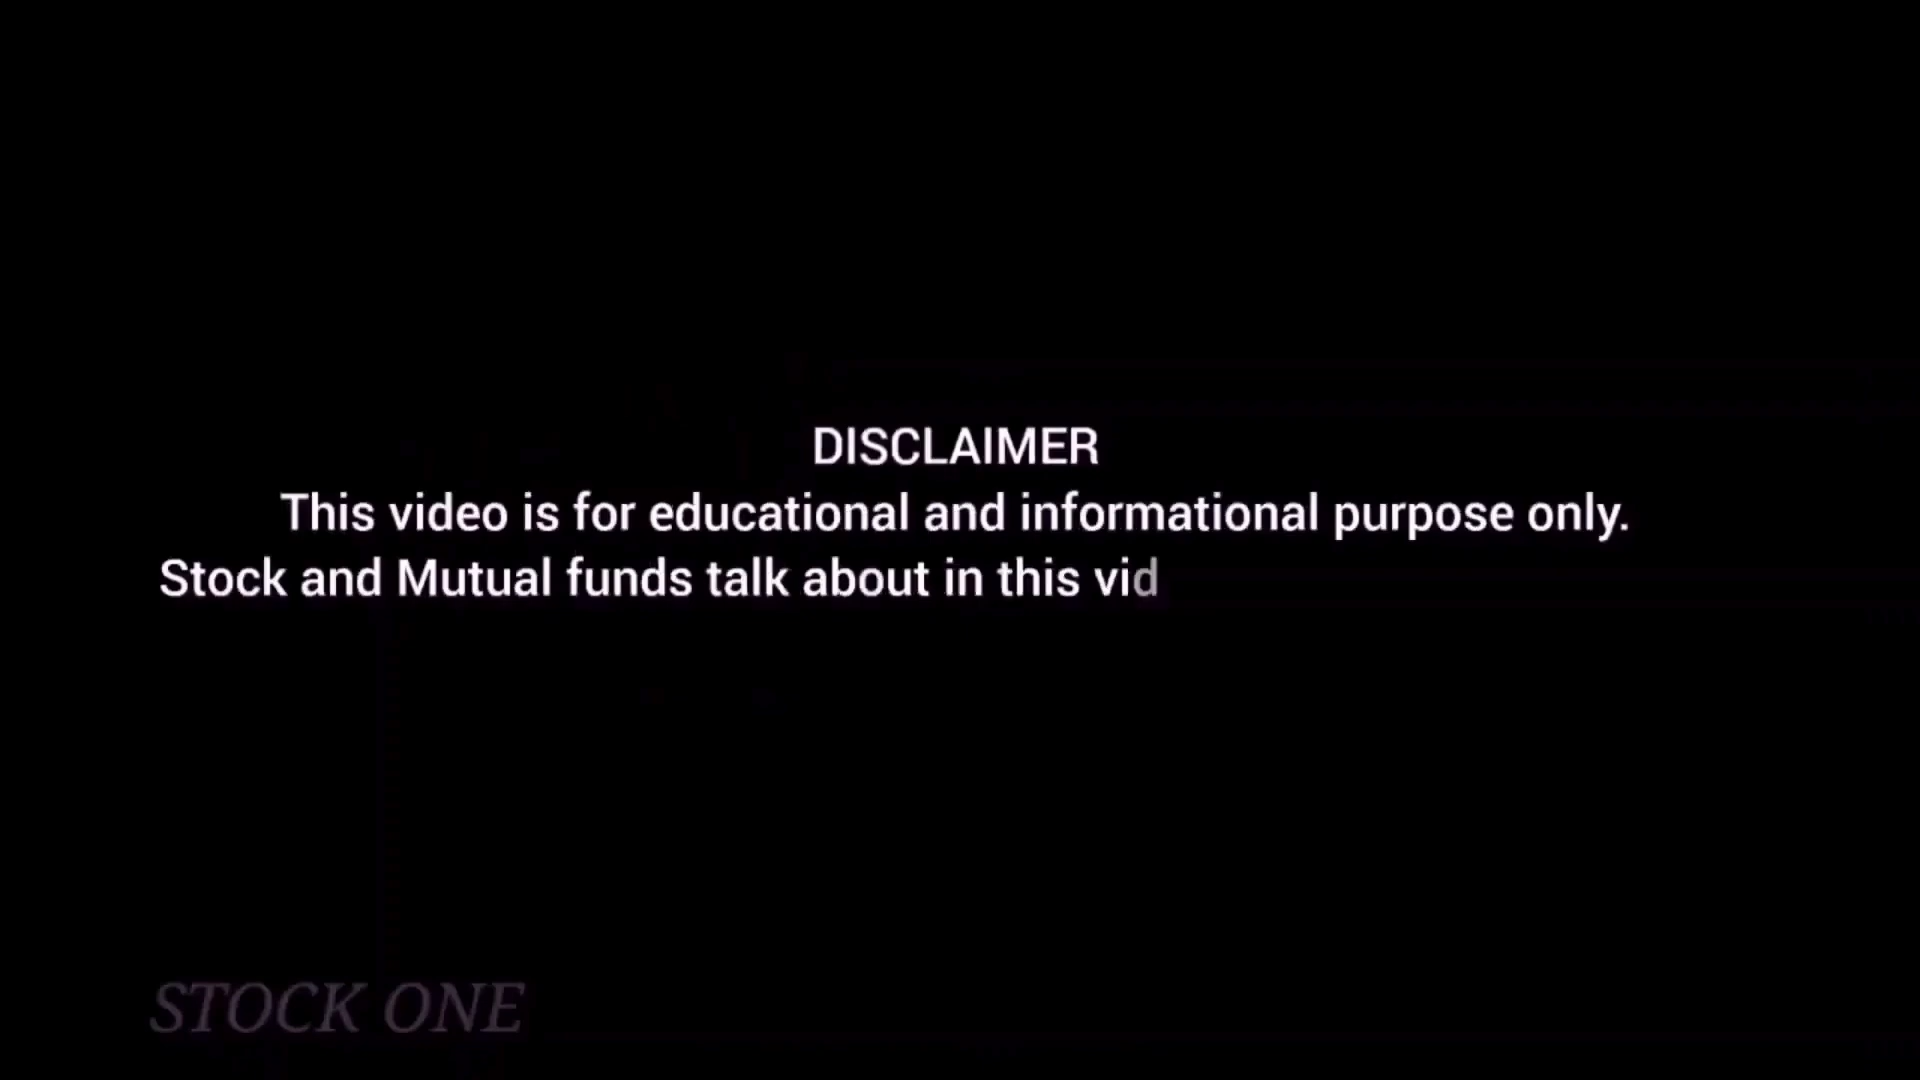 DISCLAIMER
This video is for educational and informational purpose only.
Stock and Mutual funds talk about in this vid
STOCK ONE